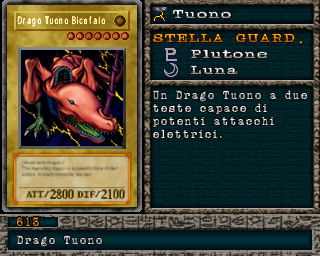 Drago Tuono Bicefalo
ATT/2800 DIF/2100
Tuono
STELLA GUARD.
Plutone
Luna
Un Drago Tuono a due
teste capace di
potenti attacchi
elettrici.
613
Drago Tuono